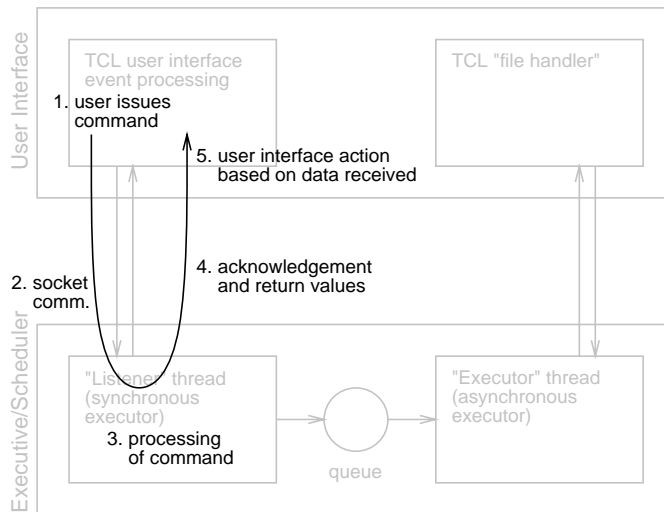 User Interface
TCL user interface
event processing
TCL "file handler"
1. user issues
command
5. user interface action
based on data received
2. socket
comm.
4. acknowledgement
and return values
Executive/Scheduler
"Listener" thread
(synchronous
executor)
3. processing
of command
queue
"Executor" thread
(asynchronous
executor)